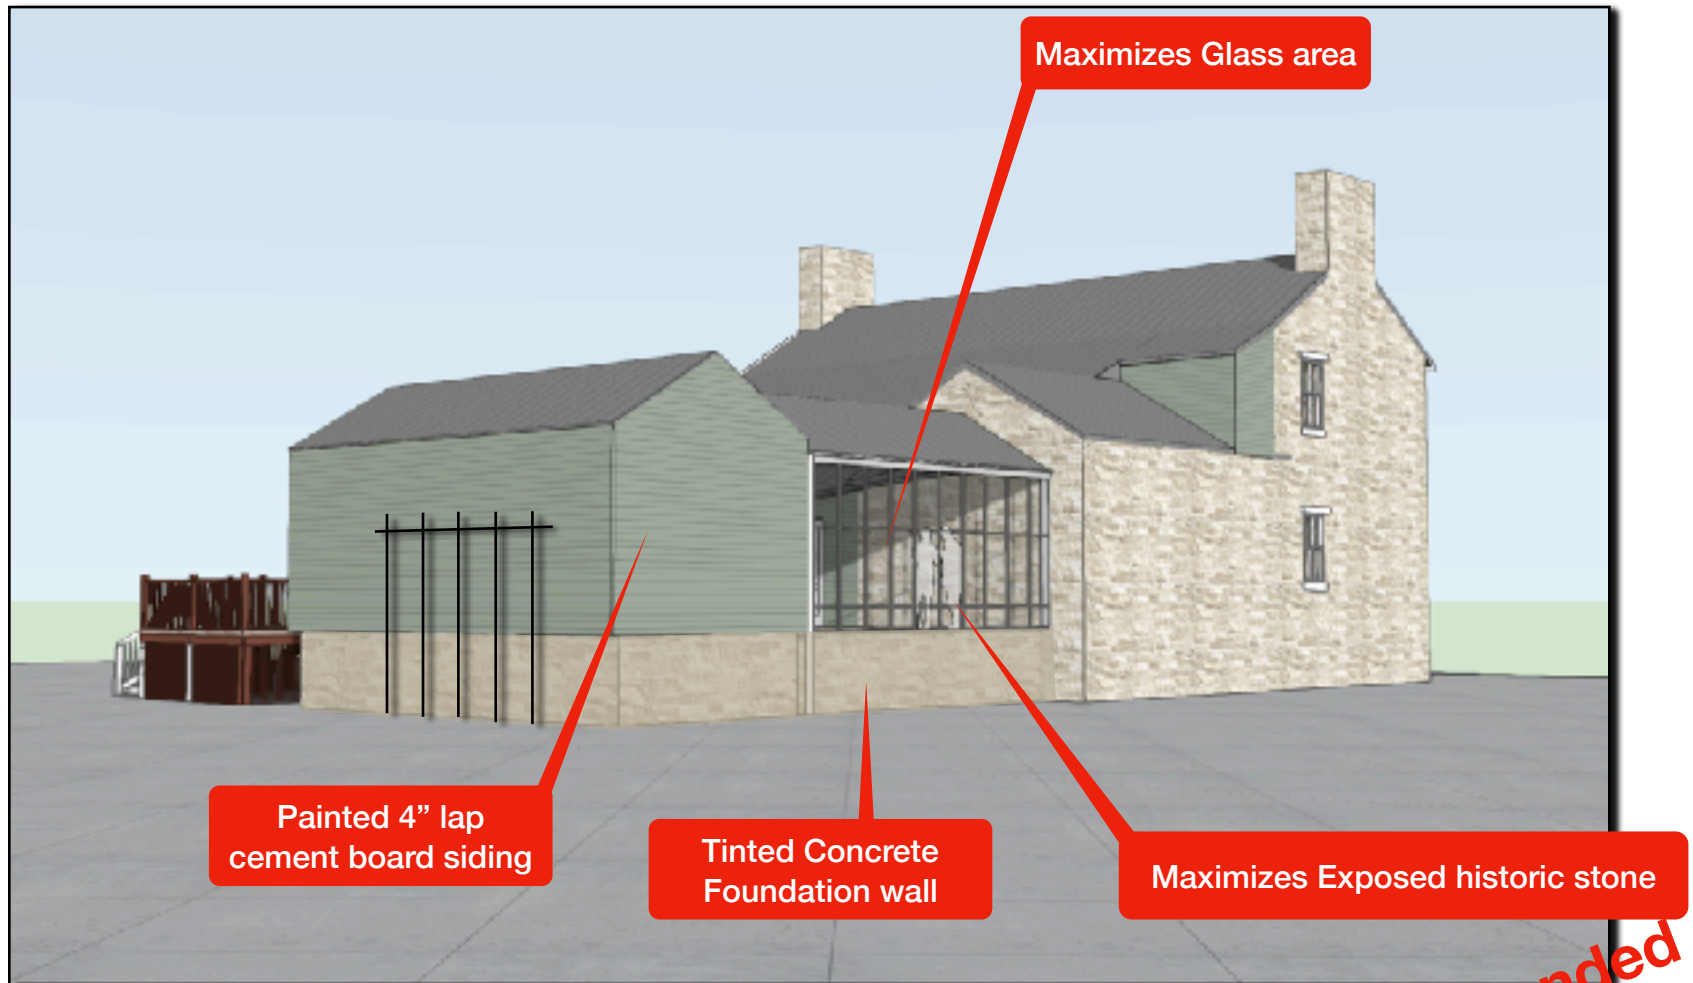 Maximizes Glass area
Painted 4” lap
cement board siding
Tinted Concrete
Foundation wall
Maximizes Exposed historic stone